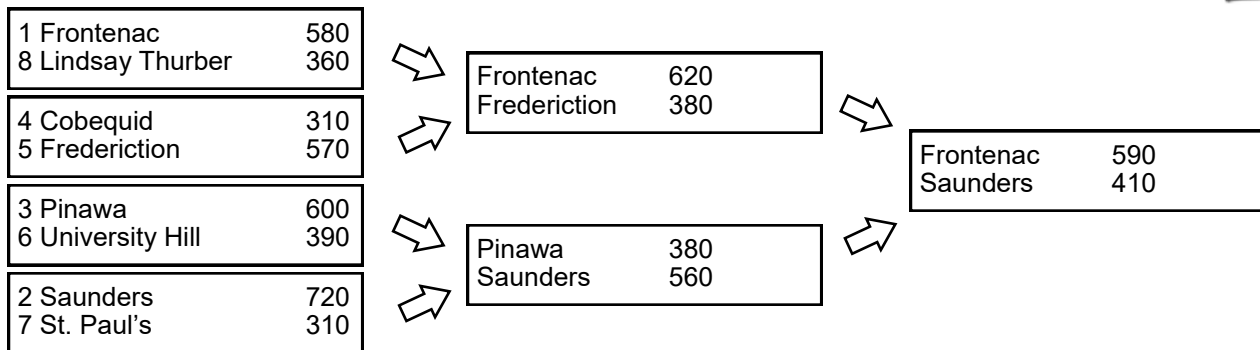 1 Frontenac 580
8 Lindsay Thurber 360
4 Cobequid 310
5 Frederiction 570
3 Pinawa 600
6 University Hill 390
2 Saunders 720
7 St. Paul's 310
Frontenac 620
Frederiction 380
Pinawa 380
Saunders 560
Frontenac 590
Saunders 410